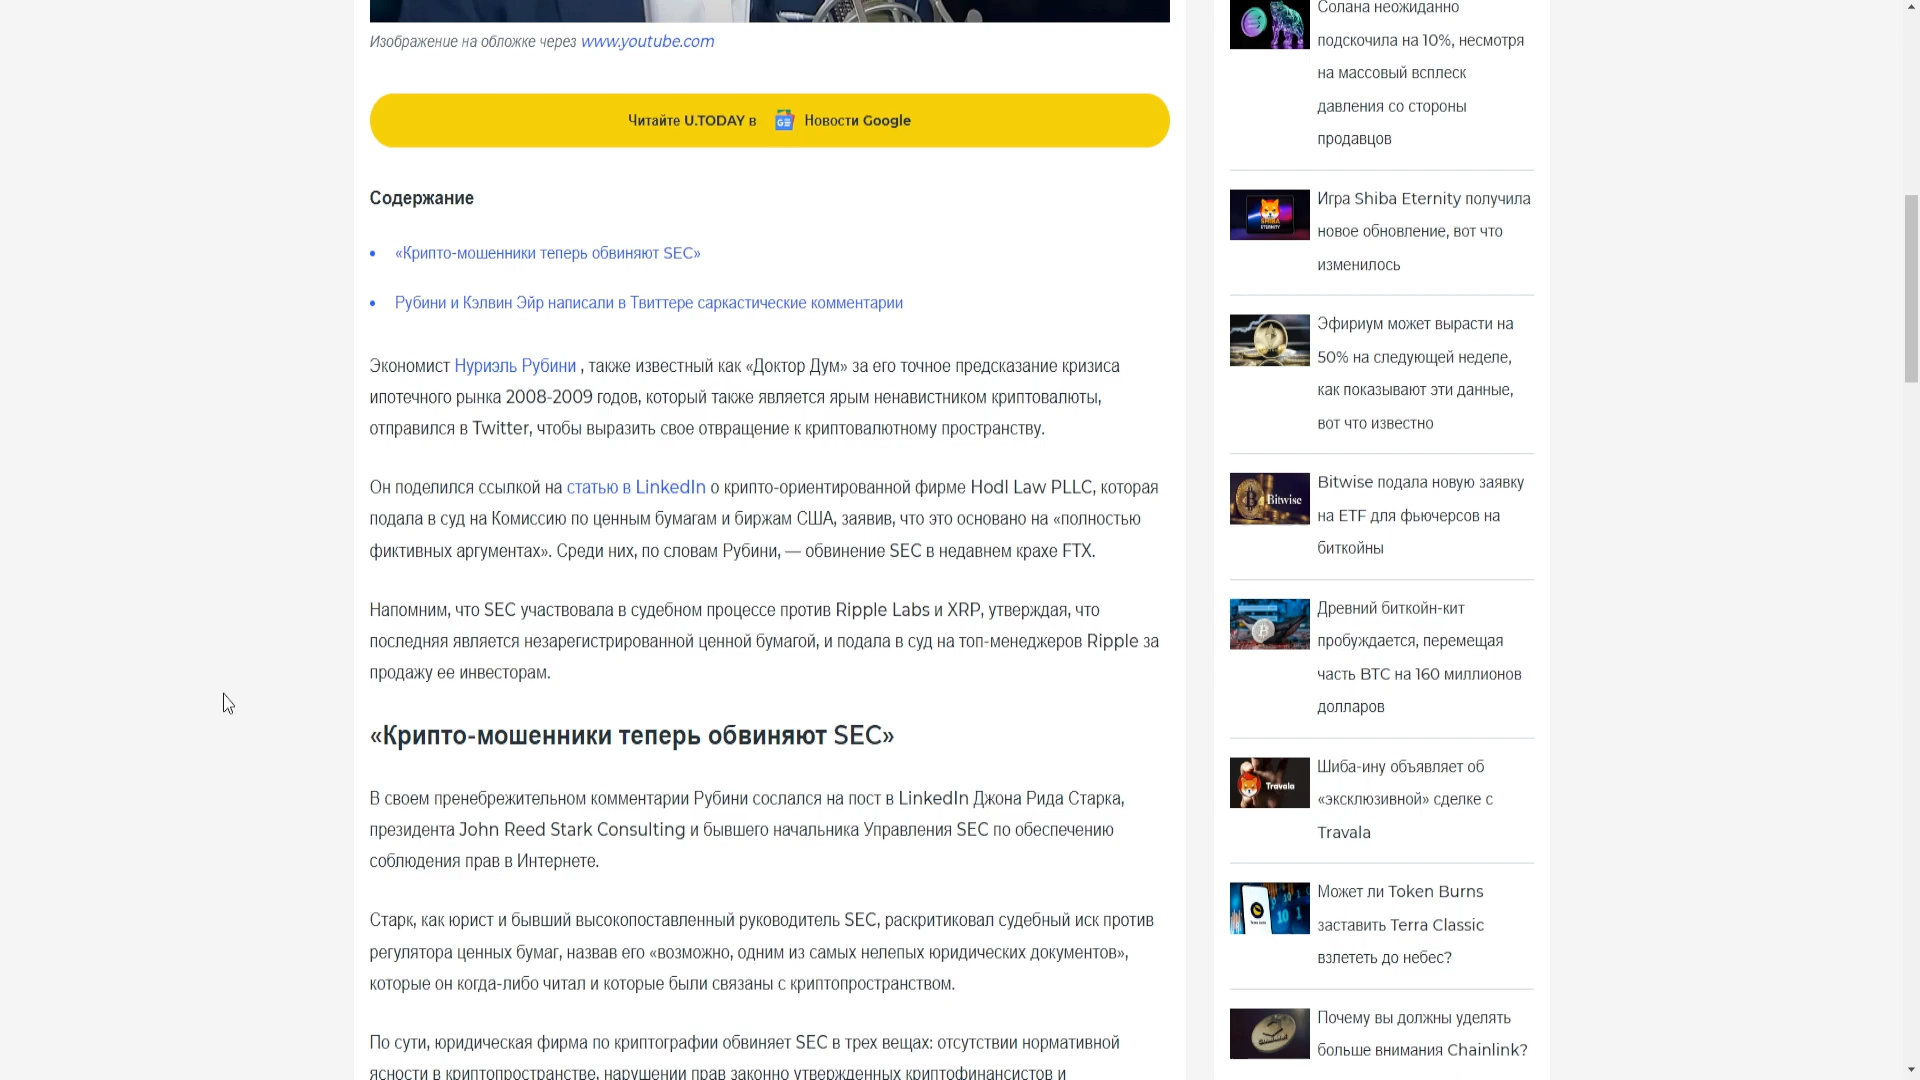 Изображение на обложке через www.youtube.com
Читайте U.TODAY в Новости Google
Содержание
«Крипто-мошенники теперь обвиняют SEC»
Рубини и Кэлвин Эйр написали в Твиттере саркастические комментарии
Экономист Нуриэль Рубини , также известный как «Доктор Дум» за его точное предсказание кризиса
ипотечного рынка 2008-2009 годов, который также является ярым ненавистником криптовалюты,
отправился в Twitter, чтобы выразить свое отвращение к криптовалютному пространству.
Он поделился ссылкой на статью в LinkedIn о крипто-ориентированной фирме Hodl Law PLLC, которая
подала в суд на Комиссию по ценным бумагам и биржам США, заявив, что это основано на «полностью
фиктивных аргументах». Среди них, по словам Рубини, — обвинение SEC в недавнем крахе FTX.
Напомним, что SEC участвовала в судебном процессе против Ripple Labs и XRP, утверждая, что
последняя является незарегистрированной ценной бумагой, и подала в суд на топ-менеджеров Ripple за
продажу ее инвесторам.
«Крипто-мошенники теперь обвиняют SEC»
В своем пренебрежительном комментарии Рубини сослался на пост в LinkedIn Джона Рида Старка,
президента John Reed Stark Consulting и бывшего начальника Управления SEC по обеспечению
соблюдения прав в Интернете.
Старк, как юрист и бывший высокопоставленный руководитель SEC, раскритиковал судебный иск против
регулятора ценных бумаг, назвав его «возможно, одним из самых нелепых юридических документов»,
которые он когда-либо читал и которые были связаны с криптопространством.
По сути, юридическая фирма по криптографии обвиняет SEC в трех вещах: отсутствии нормативной
ясности в криптопространстве, нарушении прав законно утвержденных криптофинансистов и
Солана неожиданно
подскочила на 10%, несмотря
на массовый всплеск
давления со стороны
продавцов
SHIBA
ETERNITY
Игра Shiba Eternity получила
новое обновление, вот что
изменилось
Эфириум может вырасти на
50% на следующей неделе,
как показывают эти данные,
вот что известно
Bitwise
Bitwise подала новую заявку
на ETF для фьючерсов на
биткойны
Древний биткойн-кит
пробуждается, перемещая
часть BTC на 160 миллионов
долларов
Travala
Шиба-ину объявляет об
«эксклюзивной» сделке с
Travala
Может ли Token Burns
заставить Terra Classic
взлететь до небес?
Почему вы должны уделять
больше внимания Chainlink?